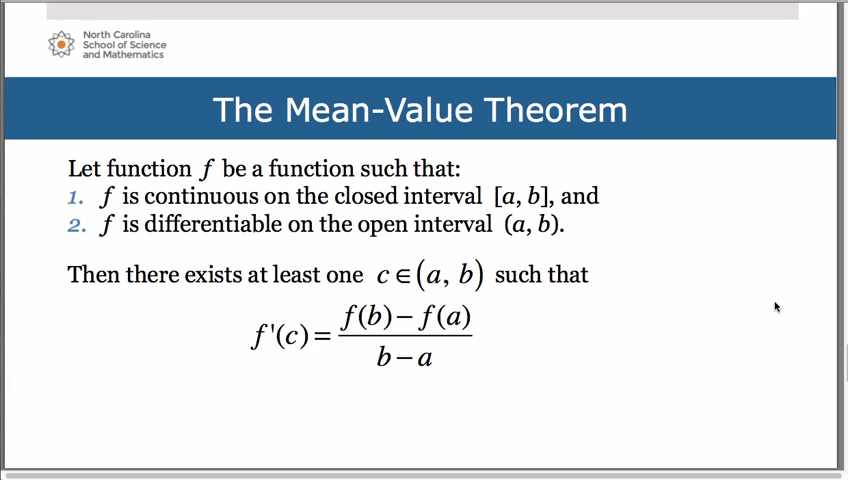 North Carolina
School of Science
and Mathematics
The Mean-Value Theorem
Let function f be a function such that:
1. f is continuous on the closed interval [a, b], and
2. f is differentiable on the open interval (a, b).
Then there exists at least one c∈(a, b) such that
f'(c) = f(b) − f(a) / b − a